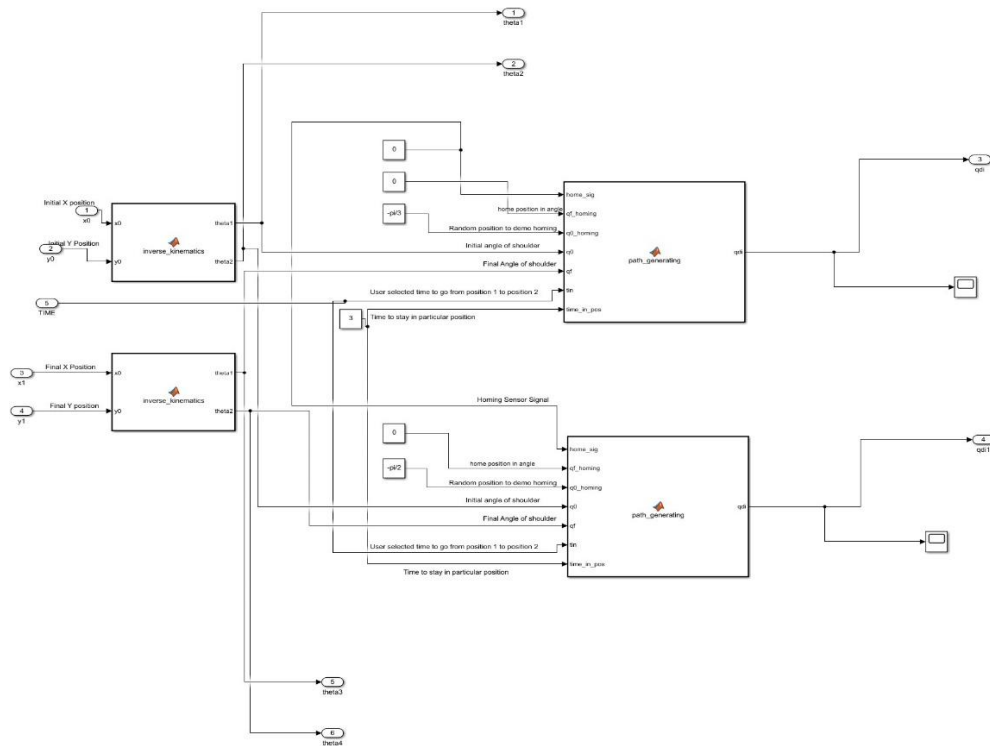 1
theta1
2
theta2
0
3
qdi
0
home_sig
Initial X position
1
x0
x0
theta1
-pi/3
home position in angle
qf_homing
Random position to demo homing
q0_homing
Initial Y Position
2
y0
y0
inverse_kinematics
theta2
Initial angle of shoulder
q0
path_generating
qdi
Final Angle of shoulder
qf
User selected time to go from position 1 to position 2
tin
5
TIME
3
Time to stay in particular position
time_in_pos
Final X Position
3
x1
x0
theta1
inverse_kinematics
Final Y position
4
y1
y0
theta2
Homing Sensor Signal
0
home_sig
4
qdi1
home position in angle
qf_homing
-pi/2
Random position to demo homing
q0_homing
Initial angle of shoulder
q0
path_generating
qdi
Final Angle of shoulder
qf
User selected time to go from position 1 to position 2
tin
Time to stay in particular position
time_in_pos
5
theta3
6
theta4